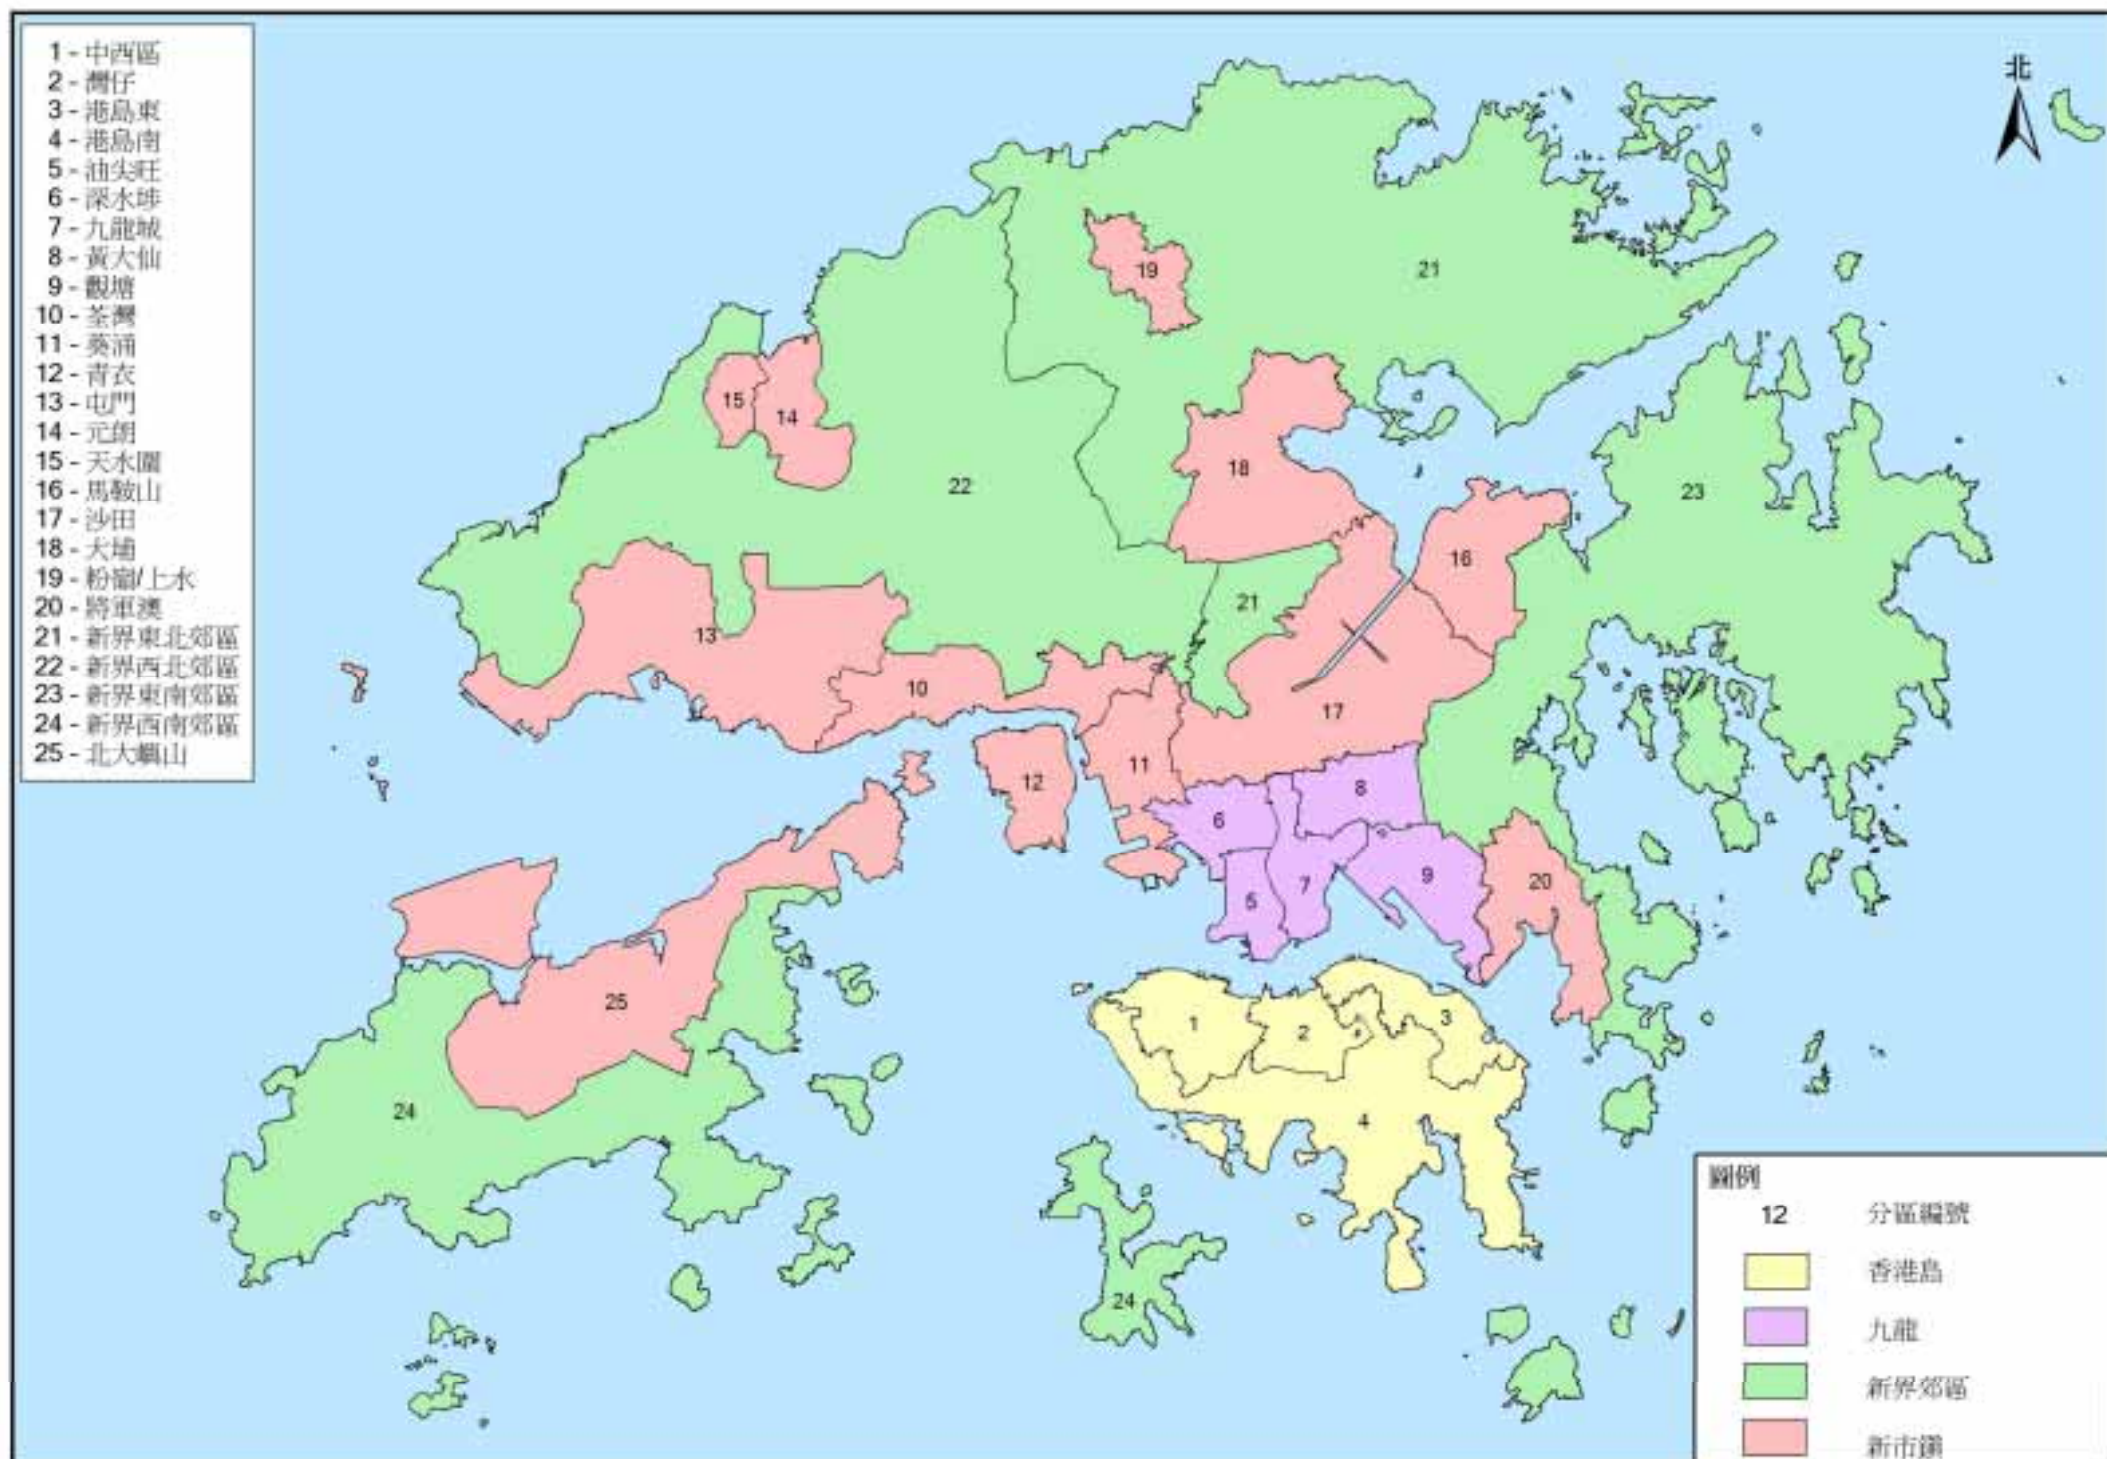 1 - 中西區
2 - 灣仔
3 - 港島東
4 - 港島南
5 - 油尖旺
6 - 深水埗
7 - 九龍城
8 - 黃大仙
9 - 觀塘
10 - 荃灣
11 - 葵涌
12 - 青衣
13 - 屯門
14 - 元朗
15 - 天水圍
16 - 馬鞍山
17 - 沙田
18 - 大埔
19 - 粉嶺/上水
20 - 將軍澳
21 - 新界東北郊區
22 - 新界西北郊區
23 - 新界東南郊區
24 - 新界西南郊區
25 - 北大嶼山
北
19
21
15
14
18
22
23
16
21
13
10
17
11
12
8
6
9
20
7
5
25
1
2
4
3
24
4
24
圖例
12 分區編號
香港島
九龍
新界郊區
新市鎮